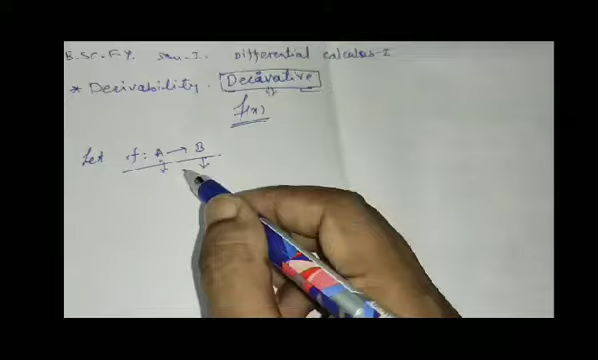 B.Sc. F.Y. Sem-I. Differential calculus-I
* Derivability. Derivative
f(x)
Let f: A → B